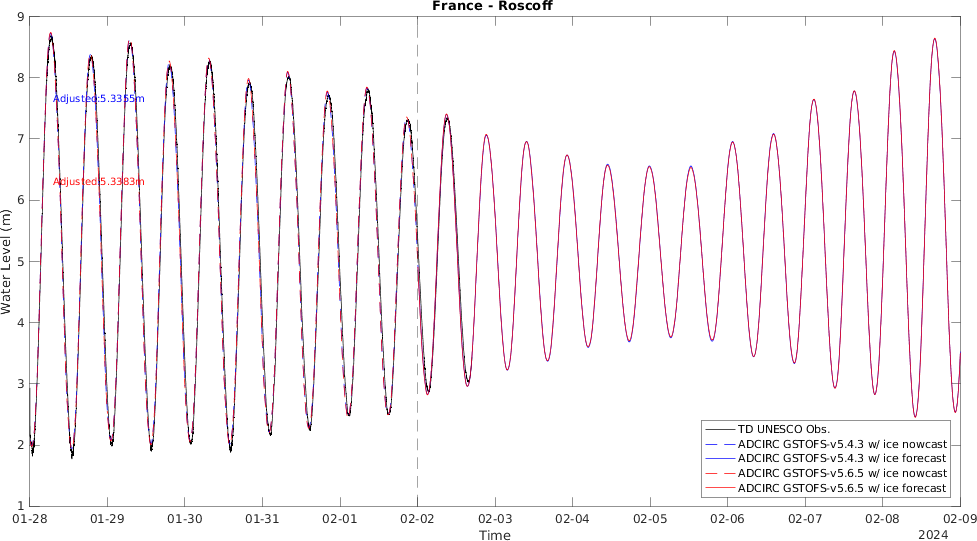 France - Roscoff
9
8
7
6
5
4
3
2
1
Water Level (m)
Adjusted:5.3355m
Adjusted:5.3383m
TD UNESCO Obs.
ADCIRC GSTOFS-v5.4.3 w/ ice nowcast
ADCIRC GSTOFS-v5.4.3 w/ ice forecast
ADCIRC GSTOFS-v5.6.5 w/ ice nowcast
ADCIRC GSTOFS-v5.6.5 w/ ice forecast
01-28 01-29 01-30 01-31 02-01 02-02 02-03 02-04 02-05 02-06 02-07 02-08 02-09
Time
2024